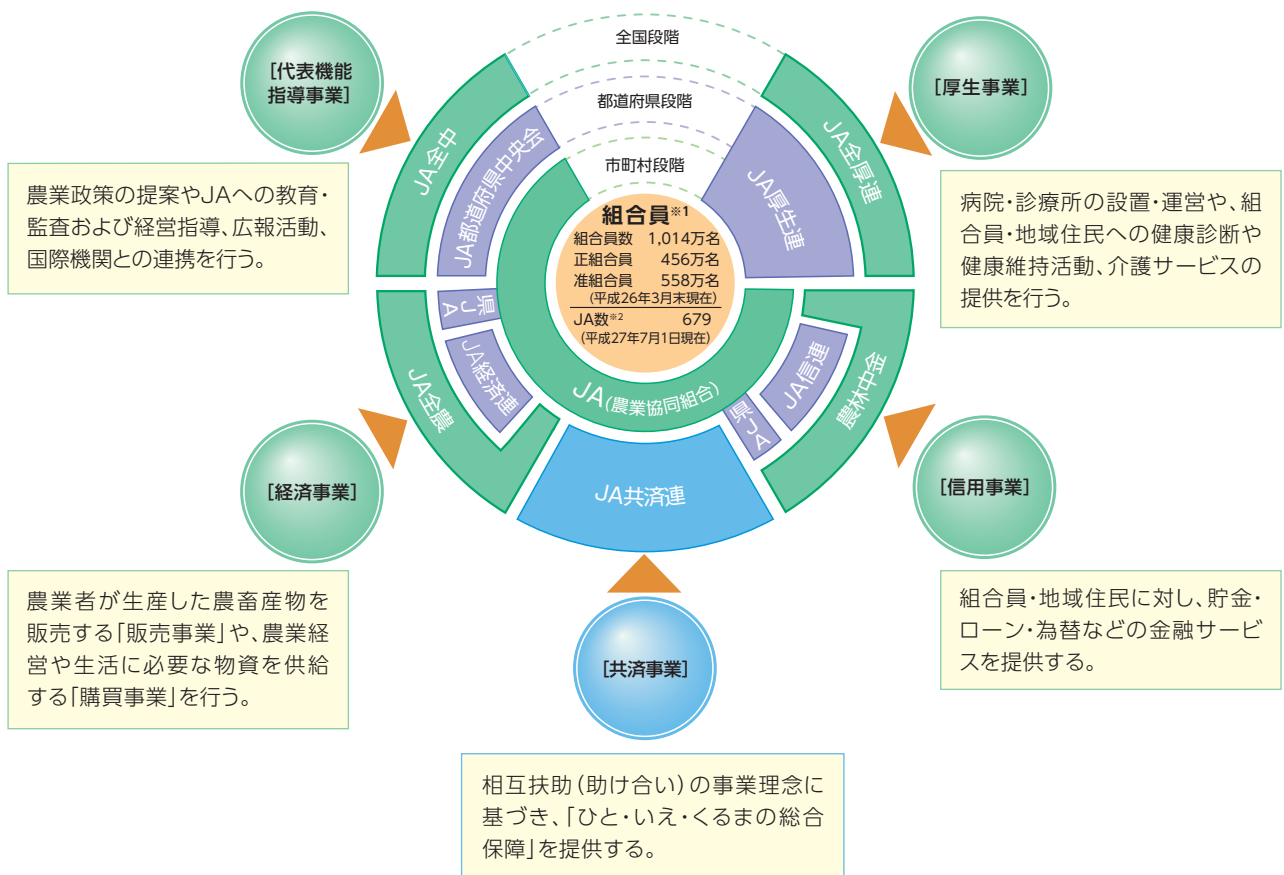 全国段階
都道府県段階
市町村段階
[代表機能
指導事業]
農業政策の提案やJAへの教育・
監査および経営指導、広報活動、
国際機関との連携を行う。
[厚生事業]
病院・診療所の設置・運営や、組
合員・地域住民への健康診断や
健康維持活動、介護サービスの
提供を行う。
JA全中
JA都道府県中央会
JA厚生連
JA全厚連
組合員※1
組合員数 1,014万名
正組合員 456万名
准組合員 558万名
(平成26年3月末現在)
JA数※2 679
(平成27年7月1日現在)
県JA
JA経済連
JA全農
JA(農業協同組合)
県JA
JA信連
農林中金
JA共済連
[経済事業]
農業者が生産した農畜産物を
販売する「販売事業」や、農業経
営や生活に必要な物資を供給
する「購買事業」を行う。
[信用事業]
組合員・地域住民に対し、貯金・
ローン・為替などの金融サービ
スを提供する。
[共済事業]
相互扶助(助け合い)の事業理念に
基づき、「ひと・いえ・くるまの総合
保障」を提供する。